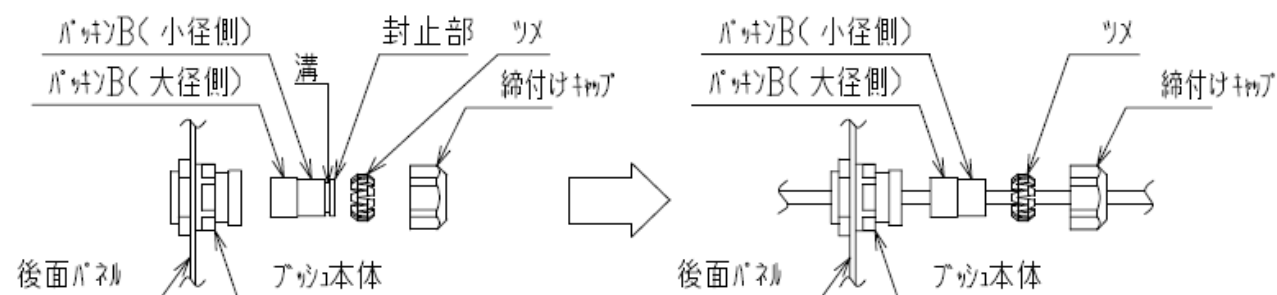 パッキンB(小径側)
封止部
ツメ
溝
パッキンB(大径側)
締付けキャップ
後面パネル
ブッシュ本体
パッキンB(小径側)
ツメ
パッキンB(大径側)
締付けキャップ
後面パネル
ブッシュ本体